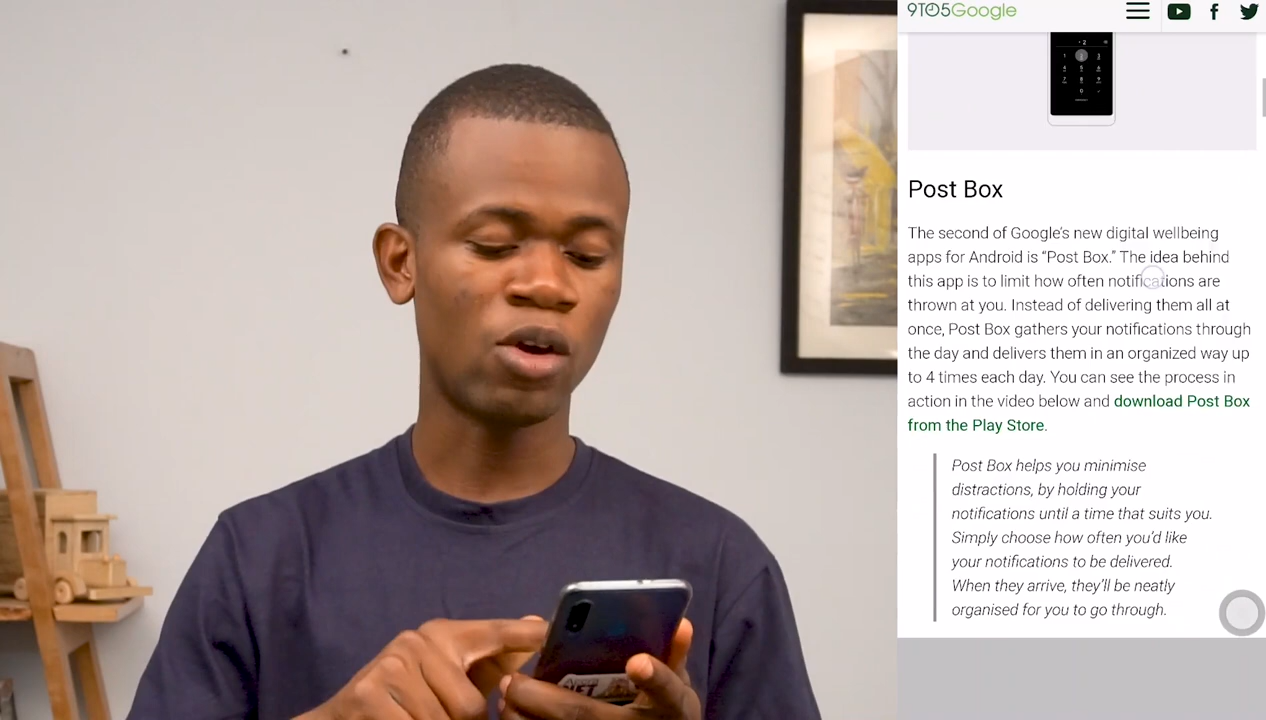 9TO5Google
Post Box
The second of Google's new digital wellbeing
apps for Android is “Post Box.” The idea behind
this app is to limit how often notifications are
thrown at you. Instead of delivering them all at
once, Post Box gathers your notifications through
the day and delivers them in an organized way up
to 4 times each day. You can see the process in
action in the video below and download Post Box
from the Play Store.
Post Box helps you minimise
distractions, by holding your
notifications until a time that suits you.
Simply choose how often you'd like
your notifications to be delivered.
When they arrive, they'll be neatly
organised for you to go through.